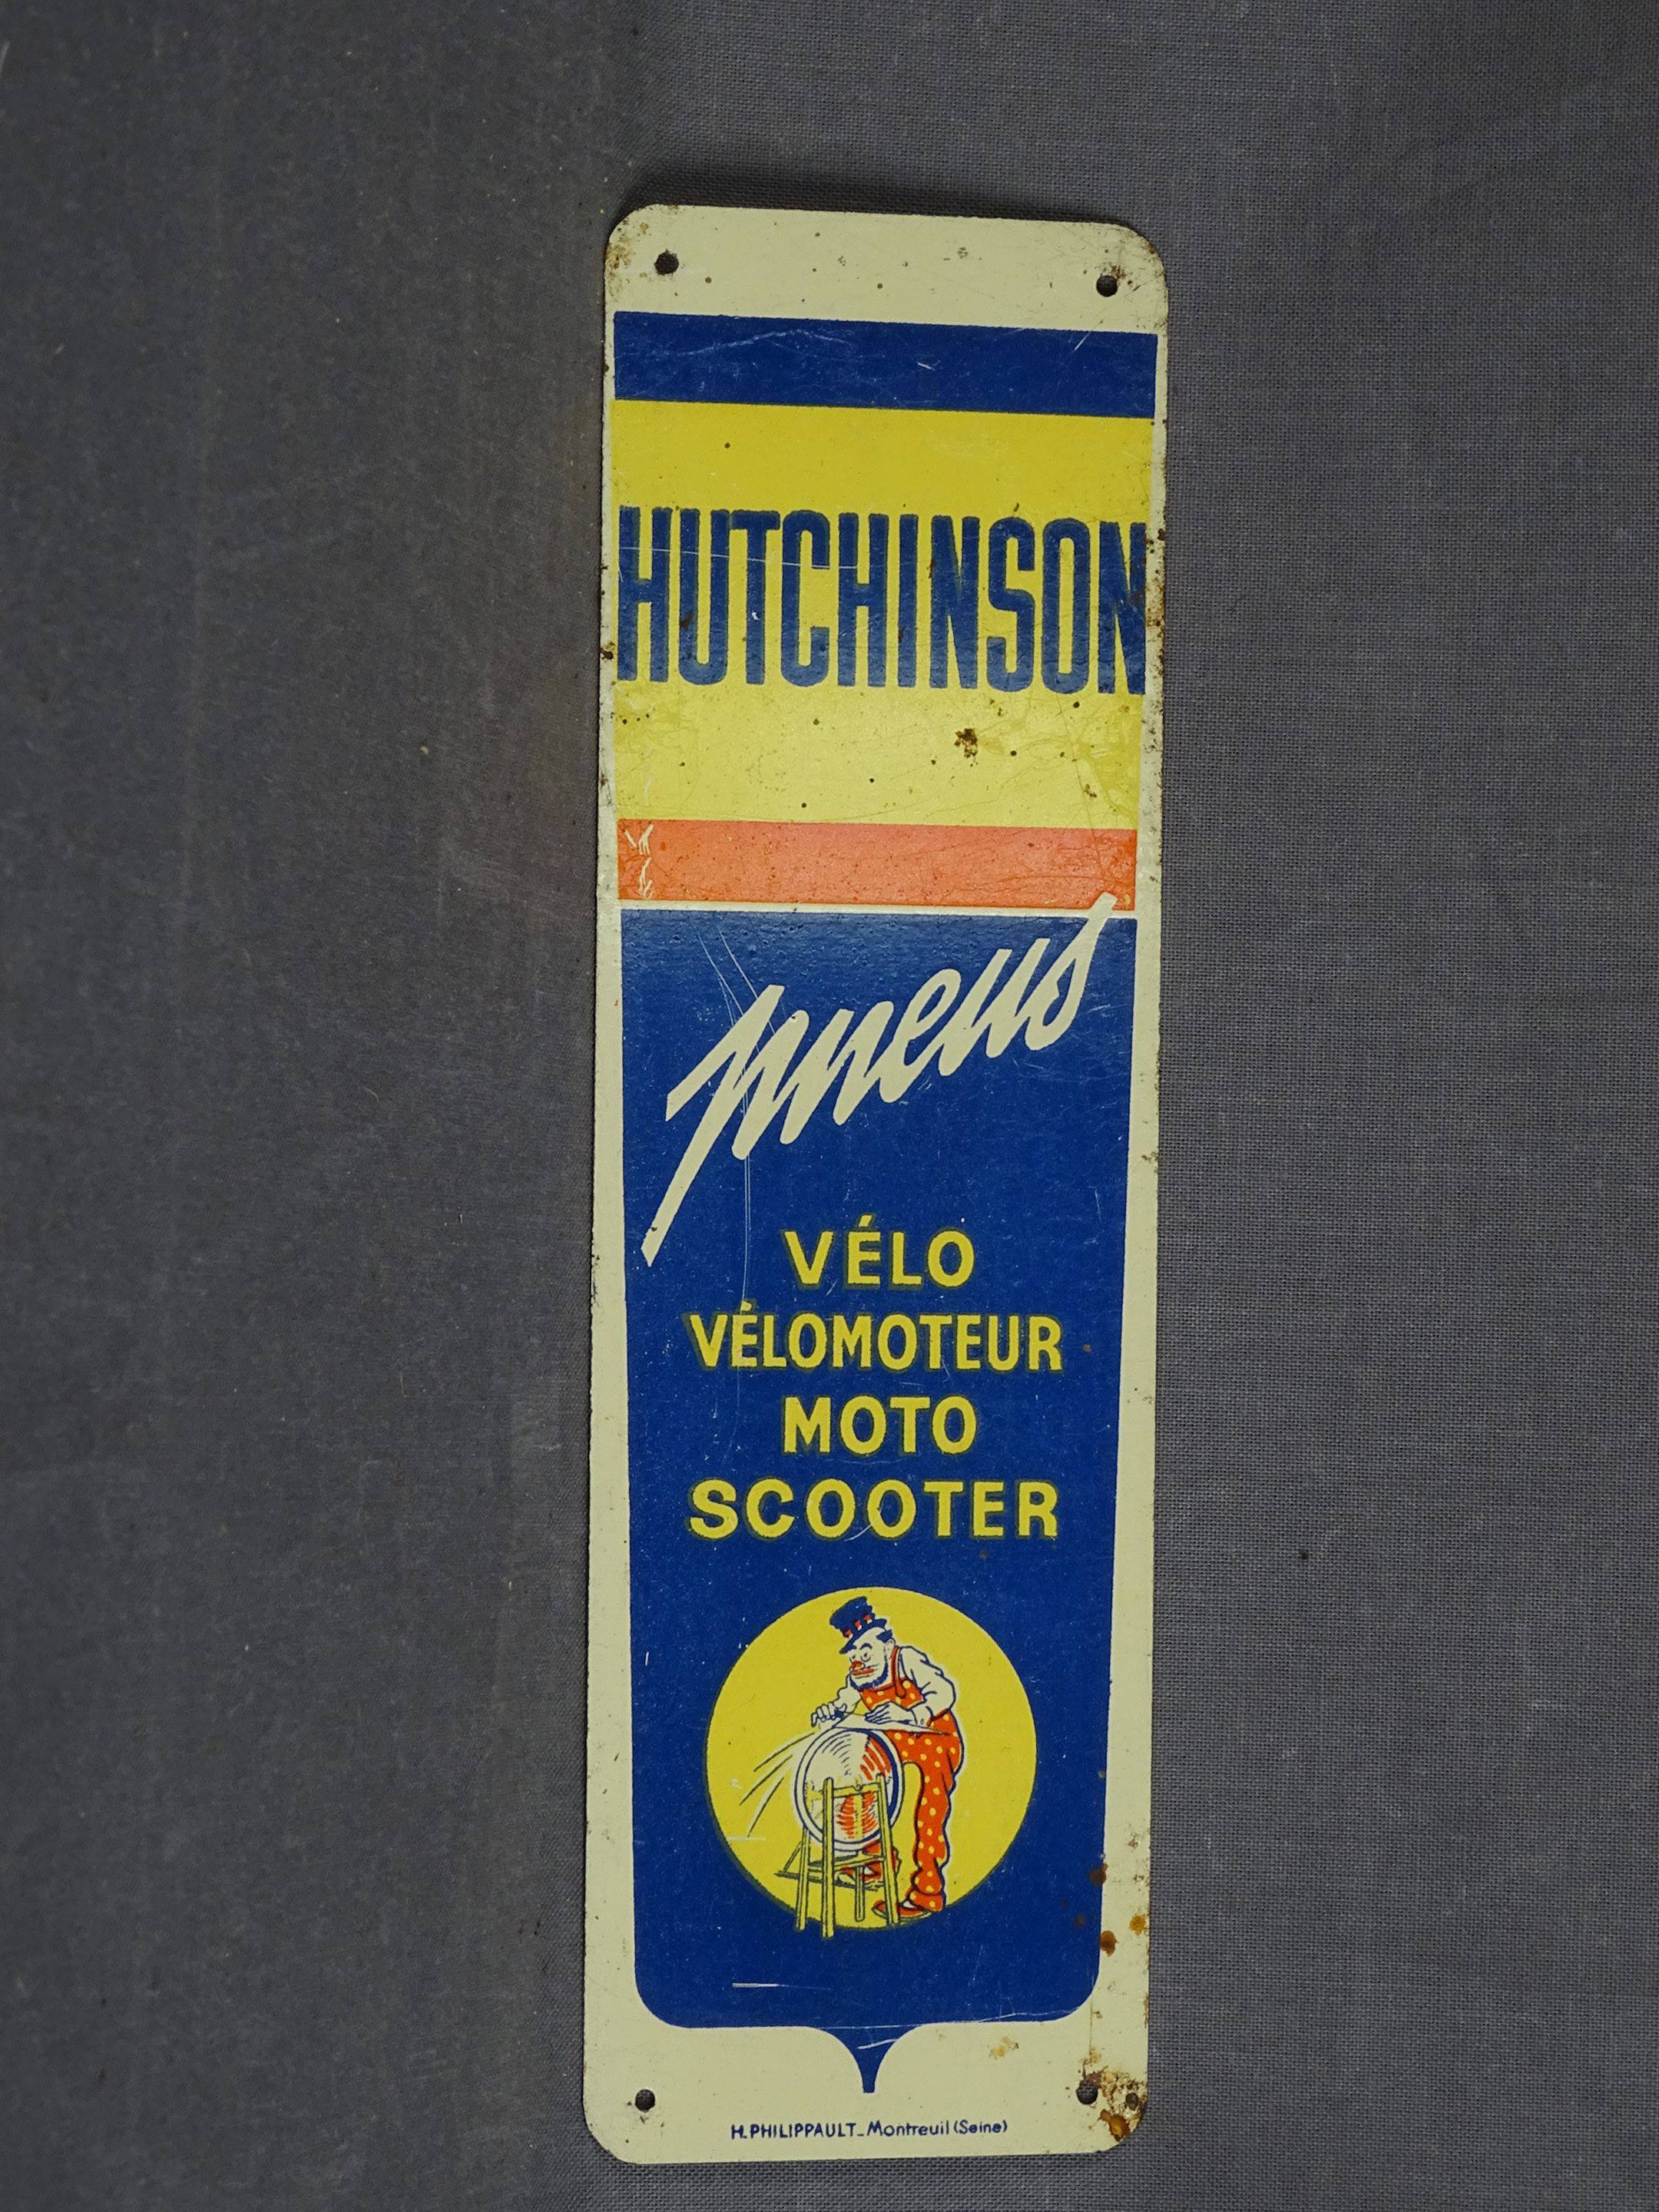 HUTCHINSON
pneus
VÉLO
VÉLOMOTEUR
MOTO
SCOOTER
H.PHILIPPAULT_Montreuil (Seine)